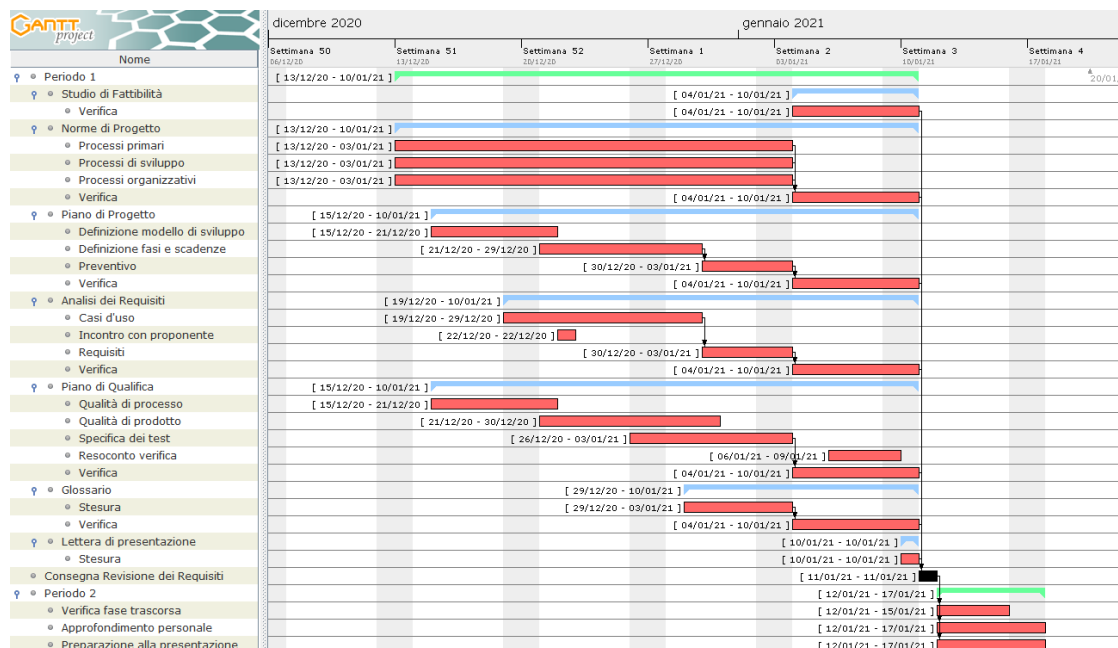 GANTT
project
dicembre 2020
gennaio 2021
Nome
Settimana 50
Settimana 51
Settimana 52
Settimana 1
Settimana 2
Settimana 3
Settimana 4
06/12/20
13/12/20
20/12/20
27/12/20
03/01/21
10/01/21
17/01/21
20/01
Periodo 1 [ 13/12/20 - 10/01/21 ]
Studio di Fattibilità [ 04/01/21 - 10/01/21 ]
Verifica [ 04/01/21 - 10/01/21 ]
Norme di Progetto [ 13/12/20 - 10/01/21 ]
Processi primari [ 13/12/20 - 03/01/21 ]
Processi di sviluppo [ 13/12/20 - 03/01/21 ]
Processi organizzativi [ 13/12/20 - 03/01/21 ]
Verifica [ 04/01/21 - 10/01/21 ]
Piano di Progetto [ 15/12/20 - 10/01/21 ]
Definizione modello di sviluppo [ 15/12/20 - 21/12/20 ]
Definizione fasi e scadenze [ 21/12/20 - 29/12/20 ]
Preventivo [ 30/12/20 - 03/01/21 ]
Verifica [ 04/01/21 - 10/01/21 ]
Analisi dei Requisiti [ 19/12/20 - 10/01/21 ]
Casi d'uso [ 19/12/20 - 29/12/20 ]
Incontro con proponente [ 22/12/20 - 22/12/20 ]
Requisiti [ 30/12/20 - 03/01/21 ]
Verifica [ 04/01/21 - 10/01/21 ]
Piano di Qualifica [ 15/12/20 - 10/01/21 ]
Qualità di processo [ 15/12/20 - 21/12/20 ]
Qualità di prodotto [ 21/12/20 - 30/12/20 ]
Specifica dei test [ 26/12/20 - 03/01/21 ]
Resoconto verifica [ 06/01/21 - 09/01/21 ]
Verifica [ 04/01/21 - 10/01/21 ]
Glossario [ 29/12/20 - 10/01/21 ]
Stesura [ 29/12/20 - 03/01/21 ]
Verifica [ 04/01/21 - 10/01/21 ]
Lettera di presentazione [ 10/01/21 - 10/01/21 ]
Stesura [ 10/01/21 - 10/01/21 ]
Consegna Revisione dei Requisiti [ 11/01/21 - 11/01/21 ]
Periodo 2 [ 12/01/21 - 17/01/21 ]
Verifica fase trascorsa [ 12/01/21 - 15/01/21 ]
Approfondimento personale [ 12/01/21 - 17/01/21 ]
Preparazione alla presentazione [ 12/01/21 - 17/01/21 ]